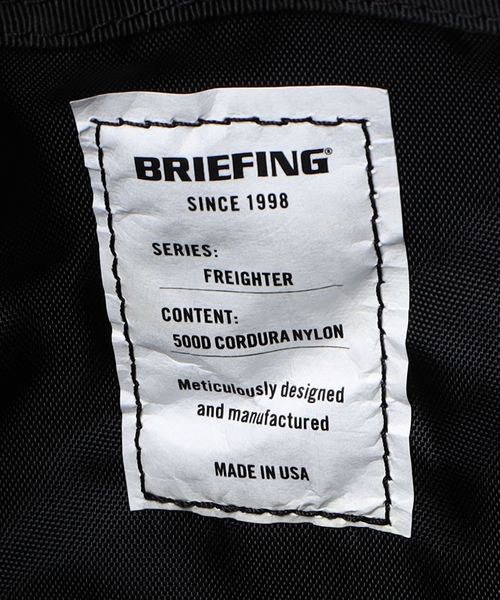 BRIEFING®
SINCE 1998
SERIES:
FREIGHTER
CONTENT:
500D CORDURA NYLON
Meticulously designed
and manufactured
MADE IN USA